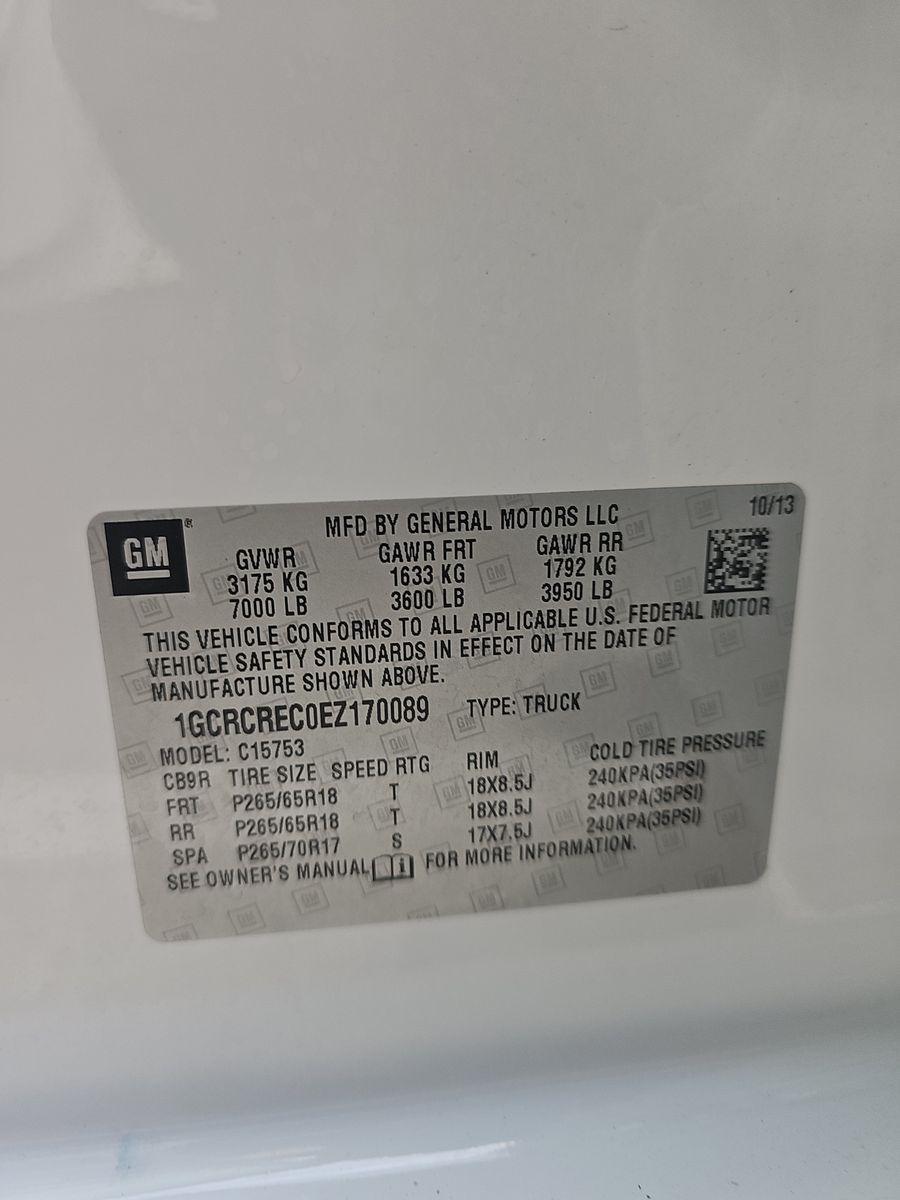 GM®
MFD BY GENERAL MOTORS LLC 10/13
GVWR GAWR FRT GAWR RR
3175 KG 1633 KG 1792 KG
7000 LB 3600 LB 3950 LB
THIS VEHICLE CONFORMS TO ALL APPLICABLE U.S. FEDERAL MOTOR
VEHICLE SAFETY STANDARDS IN EFFECT ON THE DATE OF
MANUFACTURE SHOWN ABOVE.
1GCRCREC0EZ170089 TYPE: TRUCK
MODEL: C15753
CB9R TIRE SIZE SPEED RTG RIM COLD TIRE PRESSURE
FRT P265/65R18 T 18X8.5J 240KPA(35PSI)
RR P265/65R18 T 18X8.5J 240KPA(35PSI)
SPA P265/70R17 S 17X7.5J 240KPA(35PSI)
SEE OWNER'S MANUAL i FOR MORE INFORMATION.